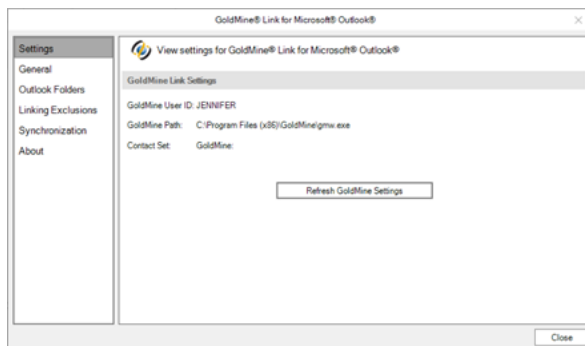 GoldMine® Link for Microsoft® Outlook®
Settings
General
Outlook Folders
Linking Exclusions
Synchronization
About
View settings for GoldMine® Link for Microsoft® Outlook®
GoldMine Link Settings
GoldMine User ID: JENNIFER
GoldMine Path: C:\Program Files (x86)\GoldMine\gmw.exe
Contact Set: GoldMine:
Refresh GoldMine Settings
Close